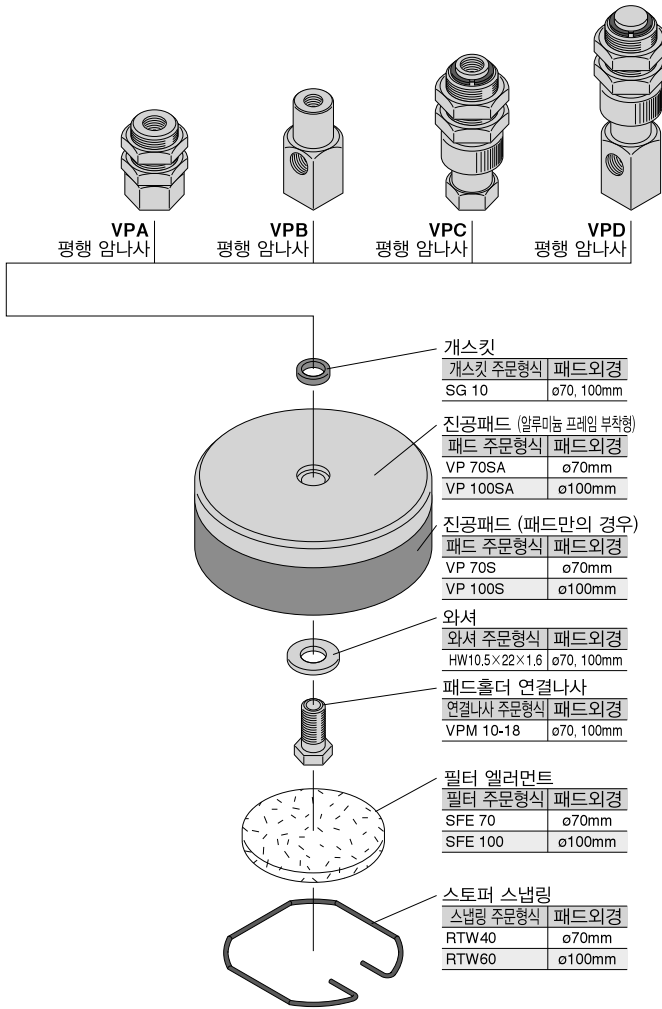 VPA
평행 암나사
VPB
평행 암나사
VPC
평행 암나사
VPD
평행 암나사
개스킷
개스킷 주문형식 패드외경
SG 10 ø70, 100mm
진공패드 (알루미늄 프레임 부착형)
패드 주문형식 패드외경
VP 70SA ø70mm
VP 100SA ø100mm
진공패드 (패드만의 경우)
패드 주문형식 패드외경
VP 70S ø70mm
VP 100S ø100mm
와셔
와셔 주문형식 패드외경
HW10.5×22×1.6 ø70, 100mm
패드홀더 연결나사
연결나사 주문형식 패드외경
VPM 10-18 ø70, 100mm
필터 엘러먼트
필터 주문형식 패드외경
SFE 70 ø70mm
SFE 100 ø100mm
스토퍼 스냅링
스냅링 주문형식 패드외경
RTW40 ø70mm
RTW60 ø100mm